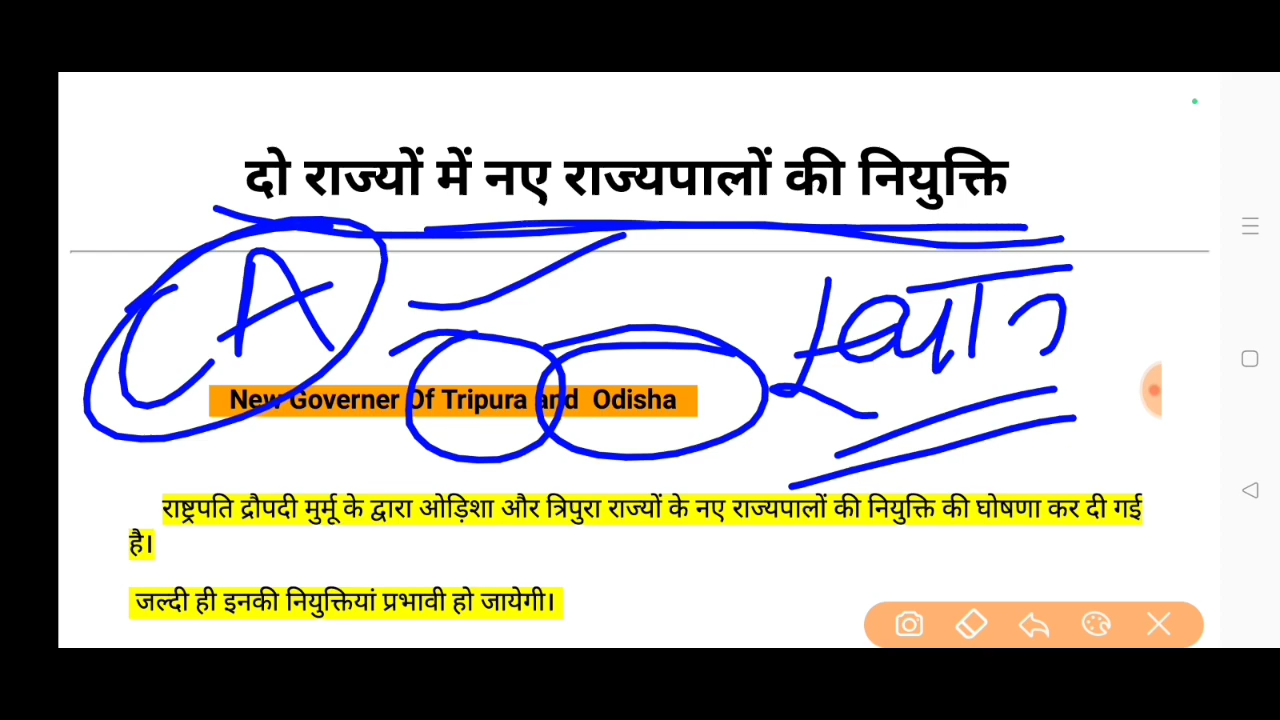 दो राज्यों में नए राज्यपालों की नियुक्ति
A
New Governer Of Tripura and Odisha
राष्ट्रपति द्रौपदी मुर्मू के द्वारा ओड़िशा और त्रिपुरा राज्यों के नए राज्यपालों की नियुक्ति की घोषणा कर दी गई
है।
जल्दी ही इनकी नियुक्तियां प्रभावी हो जायेगी।